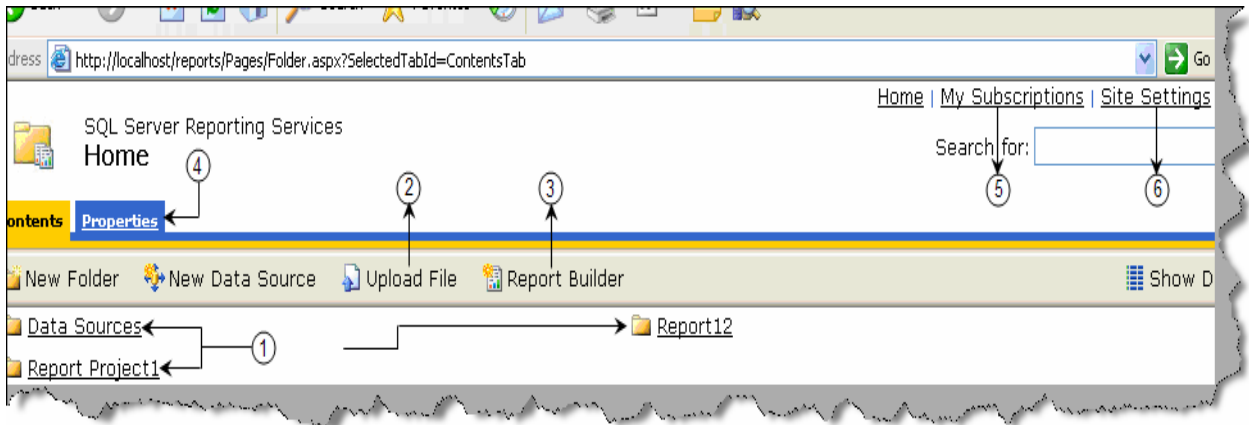 dress http://localhost/reports/Pages/Folder.aspx?SelectedTabId=ContentsTab Go
Home | My Subscriptions | Site Settings
SQL Server Reporting Services
Home
Search for:
4
2
3
5
6
ontents Properties
New Folder New Data Source Upload File Report Builder Show D
Data Sources Report12
1
Report Project1